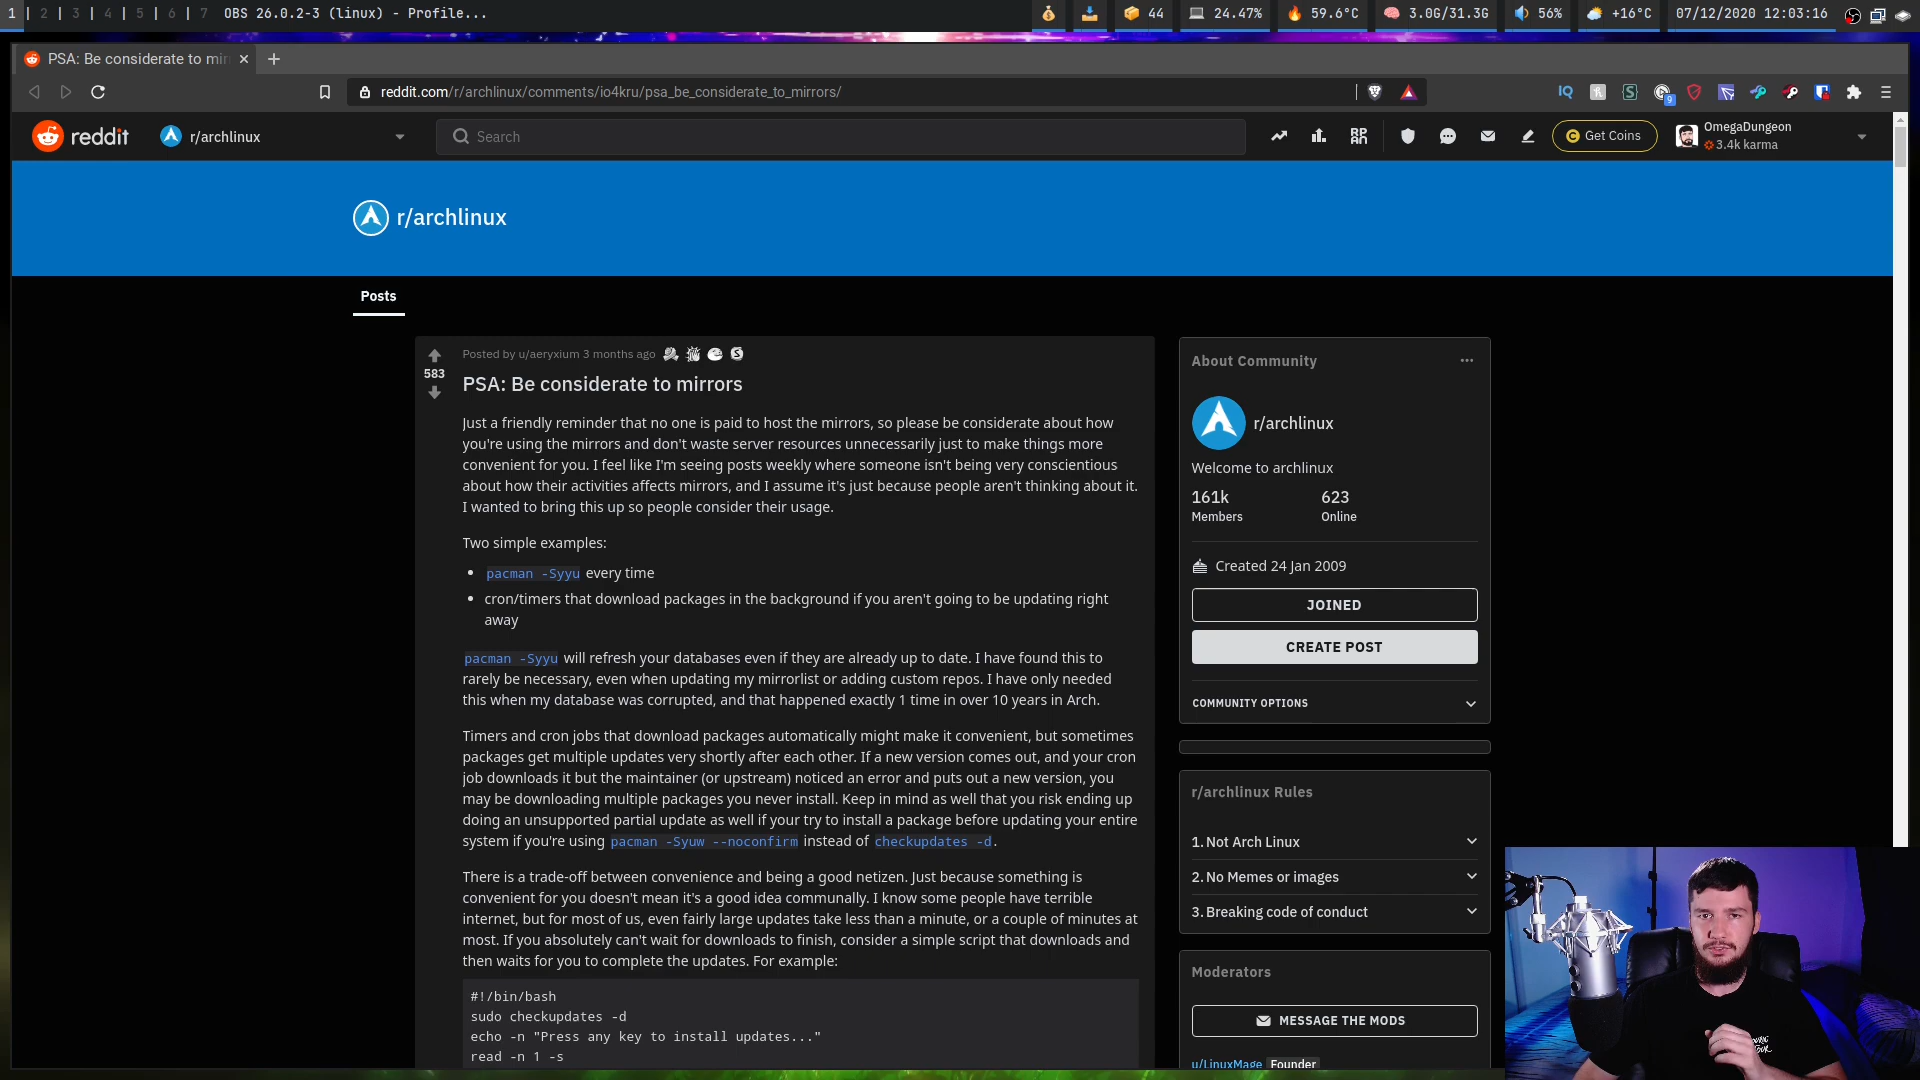 1 | 2 | 3 | 4 | 5 | 6 | 7 OBS 26.0.2-3 (linux) - Profile... 44 24.47% 59.6°C 3.0G/31.3G 56% +16°C 07/12/2020 12:03:16
PSA: Be considerate to mir
reddit.com/r/archlinux/comments/io4kru/psa_be_considerate_to_mirrors/
IQ
9
reddit r/archlinux Search Get Coins OmegaDungeon
3.4k karma
r/archlinux
Posts
Posted by u/aeryxium 3 months ago
583
PSA: Be considerate to mirrors
Just a friendly reminder that no one is paid to host the mirrors, so please be considerate about how
you're using the mirrors and don't waste server resources unnecessarily just to make things more
convenient for you. I feel like I'm seeing posts weekly where someone isn't being very conscientious
about how their activities affects mirrors, and I assume it's just because people aren't thinking about it.
I wanted to bring this up so people consider their usage.
Two simple examples:
• pacman -Syyu every time
• cron/timers that download packages in the background if you aren't going to be updating right
away
pacman -Syyu will refresh your databases even if they are already up to date. I have found this to
rarely be necessary, even when updating my mirrorlist or adding custom repos. I have only needed
this when my database was corrupted, and that happened exactly 1 time in over 10 years in Arch.
Timers and cron jobs that download packages automatically might make it convenient, but sometimes
packages get multiple updates very shortly after each other. If a new version comes out, and your cron
job downloads it but the maintainer (or upstream) noticed an error and puts out a new version, you
may be downloading multiple packages you never install. Keep in mind as well that you risk ending up
doing an unsupported partial update as well if your try to install a package before updating your entire
system if you're using pacman -Syuw --noconfirm instead of checkupdates -d.
There is a trade-off between convenience and being a good netizen. Just because something is
convenient for you doesn't mean it's a good idea communally. I know some people have terrible
internet, but for most of us, even fairly large updates take less than a minute, or a couple of minutes at
most. If you absolutely can't wait for downloads to finish, consider a simple script that downloads and
then waits for you to complete the updates. For example:
#!/bin/bash
sudo checkupdates -d
echo -n "Press any key to install updates..."
read -n 1 -s
About Community
r/archlinux
Welcome to archlinux
161k 623
Members Online
Created 24 Jan 2009
JOINED
CREATE POST
COMMUNITY OPTIONS
r/archlinux Rules
1. Not Arch Linux
2. No Memes or images
3. Breaking code of conduct
Moderators
MESSAGE THE MODS
u/LinuxMage Founder